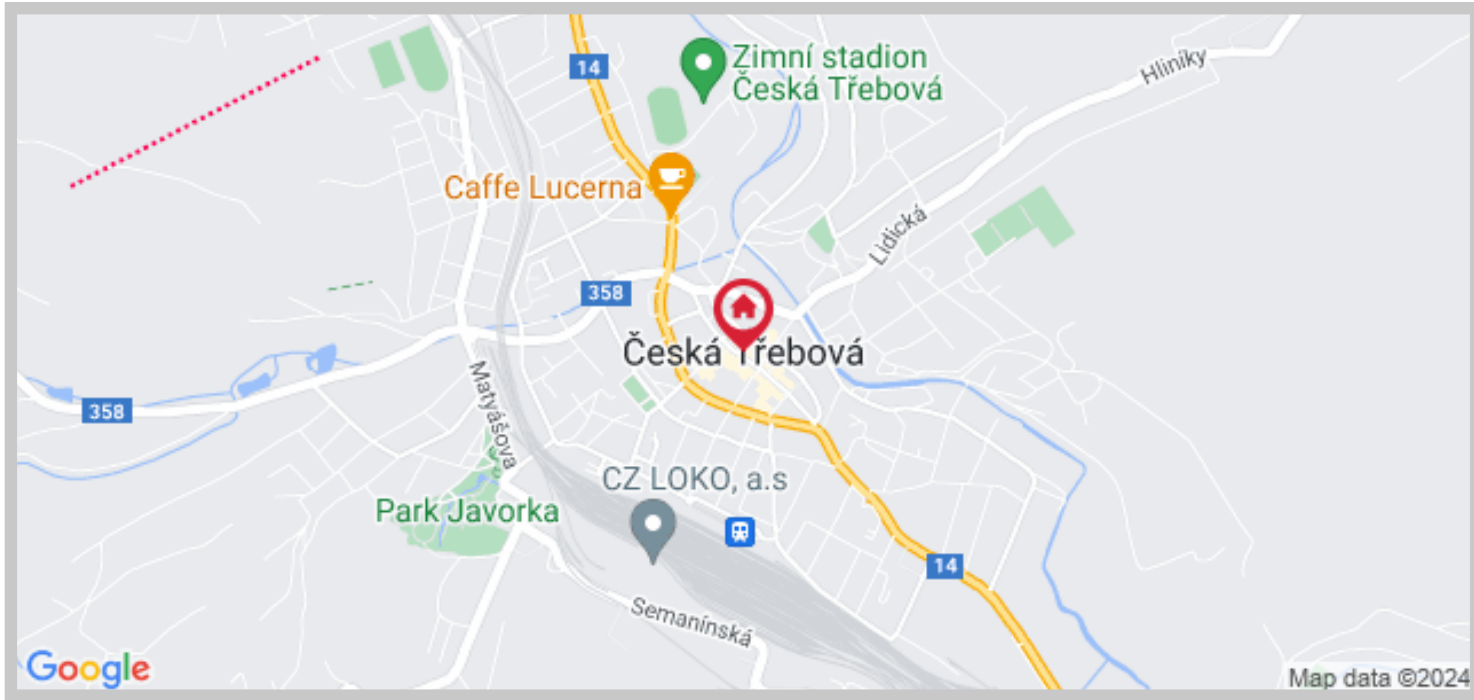 14
Zimní stadion
Česká Třebová
Hliníky
Caffe Lucerna
Lidická
358
Česká Třebová
358
Matyášova
CZ LOKO, a.s
Park Javorka
14
Semanínská
Google
Map data ©2024